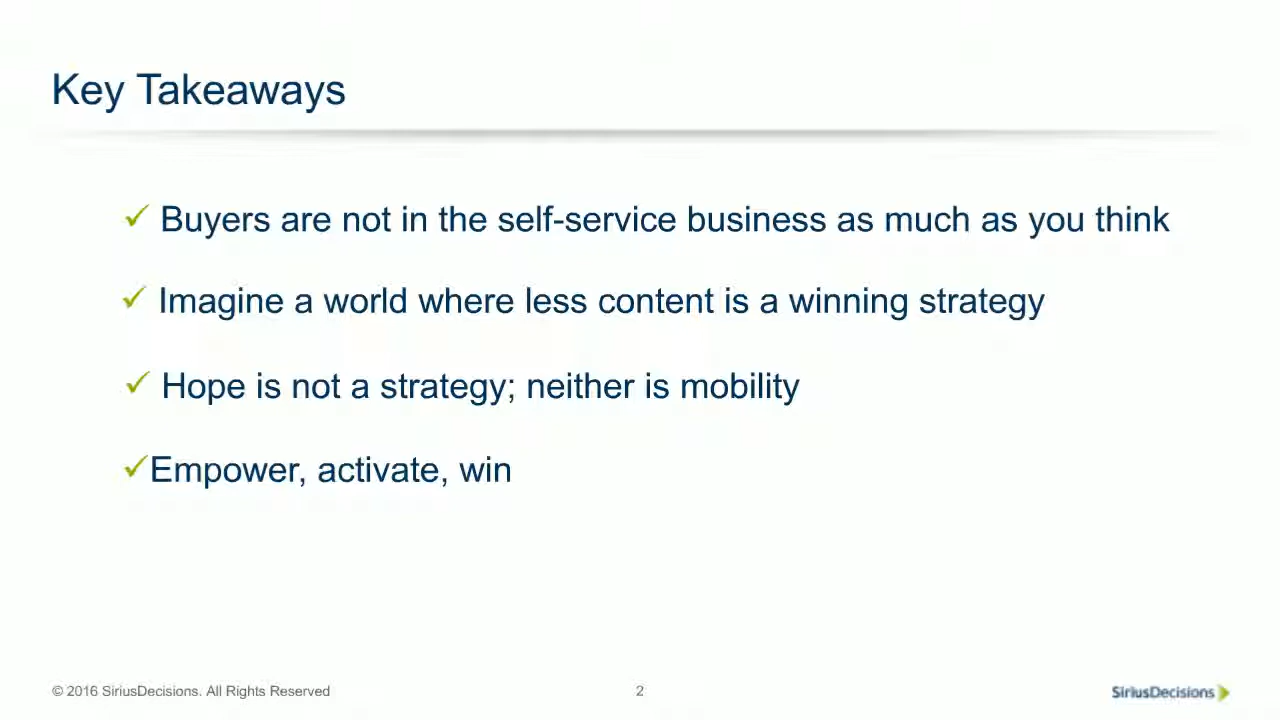 Key Takeaways
✓ Buyers are not in the self-service business as much as you think
✓ Imagine a world where less content is a winning strategy
✓ Hope is not a strategy; neither is mobility
✓Empower, activate, win
© 2016 SiriusDecisions. All Rights Reserved
2
SiriusDecisions